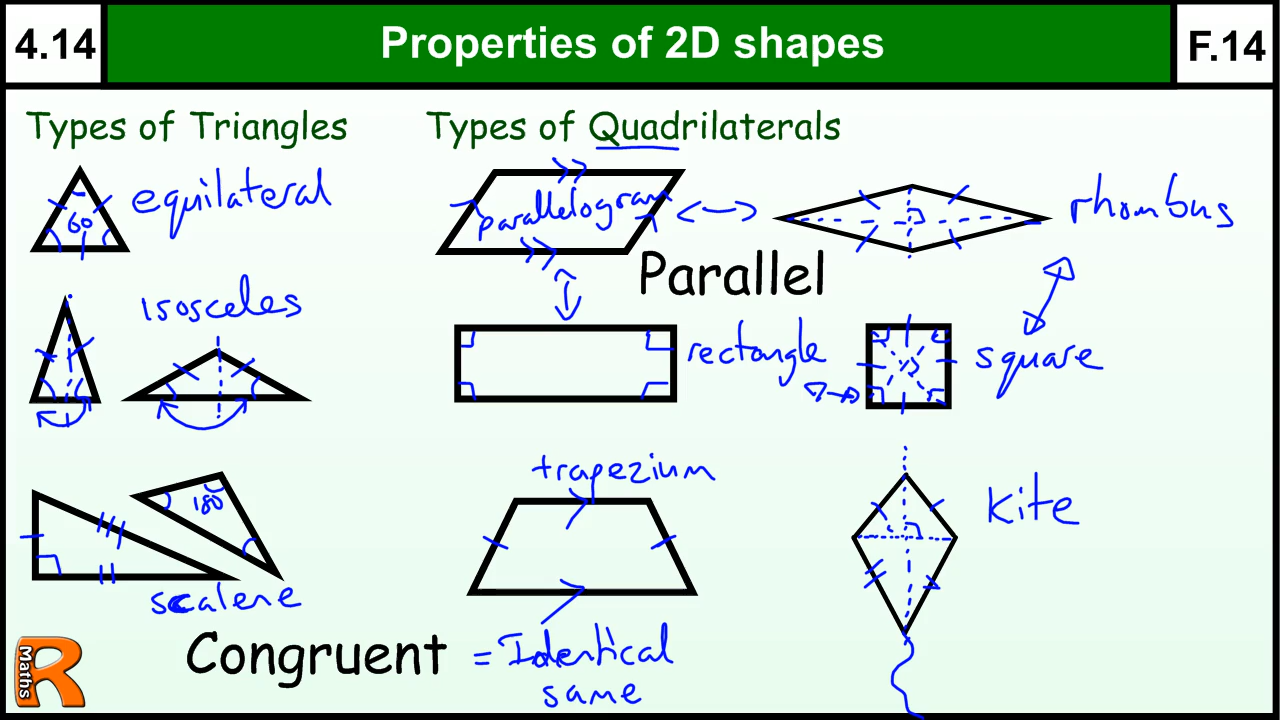 4.14
Properties of 2D shapes
F.14
Types of Triangles
Types of Quadrilaterals
equilateral
60
parallelogram
rhombus
Parallel
isosceles
rectangle
square
trapezium
kite
180
scalene
Congruent
= Identical
same
R
Maths